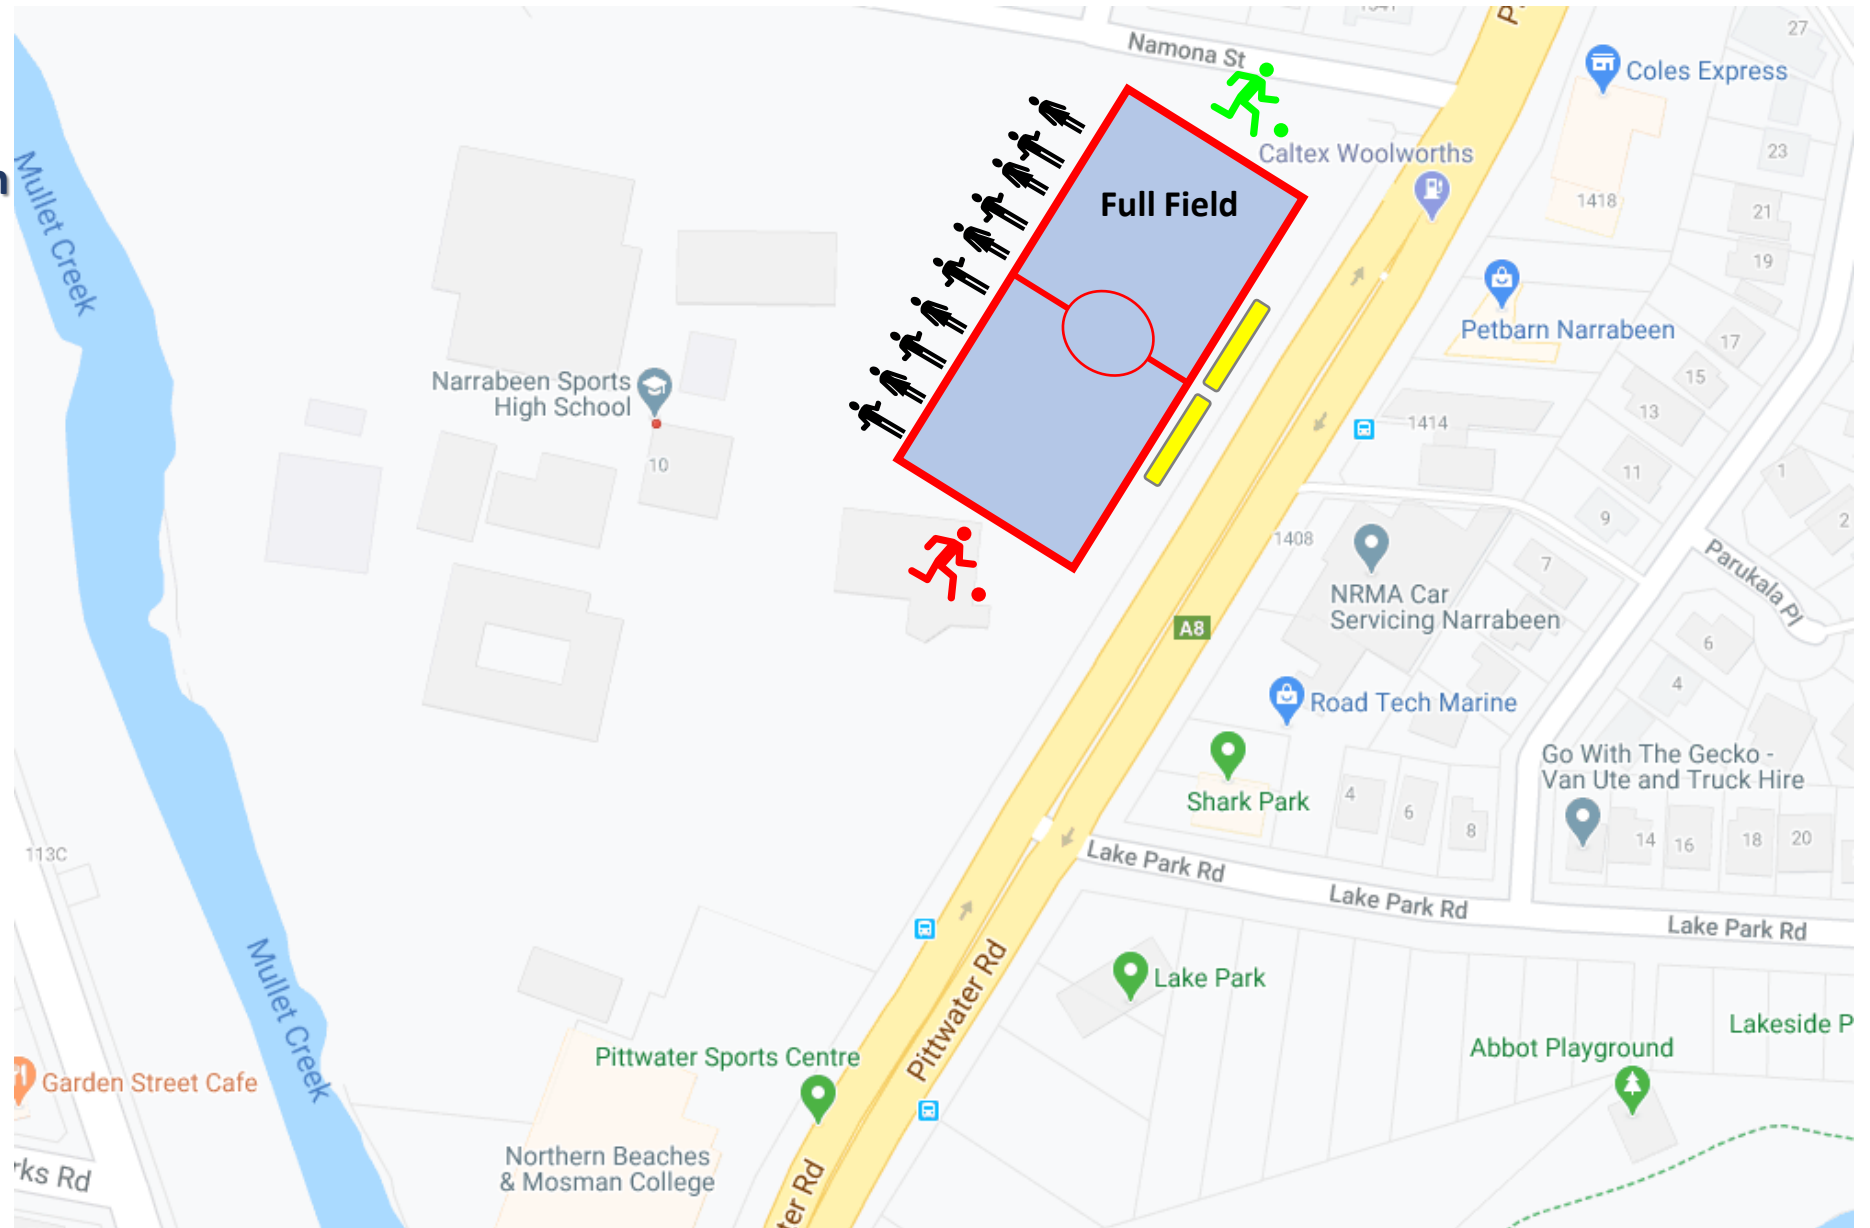 Namona St
27
Coles Express
23
Mullet Creek
Caltex Woolworths
Full Field
1418
21
19
Petbarn Narrabeen
17
15
Narrabeen Sports
High School
13
1414
10
11
1
9
2
1408
7
Parukala Pl
NRMA Car
Servicing Narrabeen
A8
6
4
Road Tech Marine
Go With The Gecko -
Van Ute and Truck Hire
Shark Park
4
6
8
14
16
18
20
113C
Lake Park Rd
Lake Park Rd
Lake Park Rd
Mullet Creek
Pittwater Rd
Lake Park
Lakeside P
Abbot Playground
Pittwater Sports Centre
Garden Street Cafe
Northern Beaches
& Mosman College
rks Rd
ter Rd